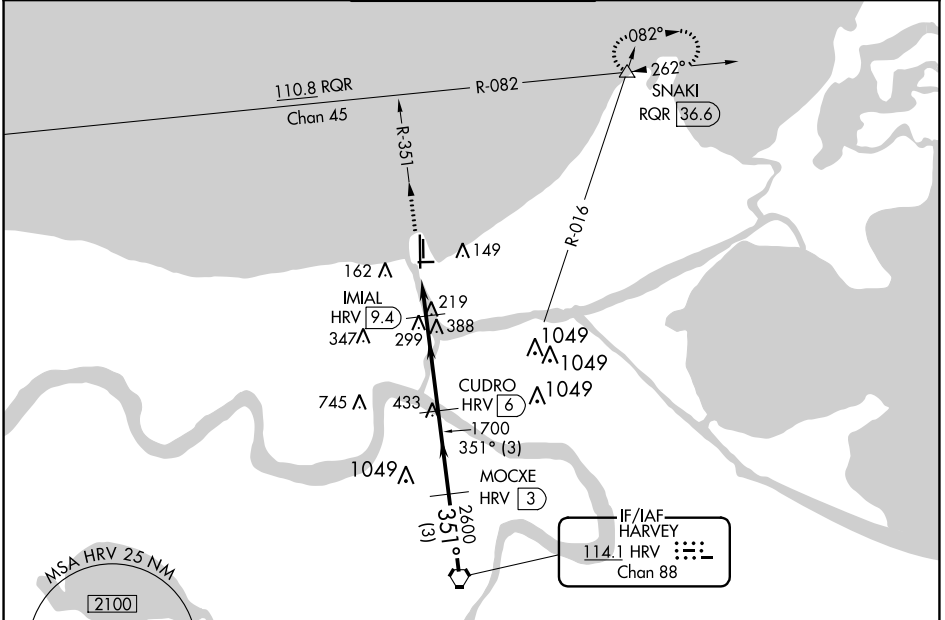 082°
262°
SNAKI
RQR 36.6
110.8 RQR
Chan 45
R-082
R-351
R-016
149
162
IMIAL
HRV 9.4
219
388
299
347
1049
1049
1049
CUDRO
HRV 6
745
433
1700
351° (3)
1049
MOCXE
HRV 3
2600
351°
(3)
IF/IAF
HARVEY
114.1 HRV
Chan 88
MSA HRV 25 NM
2100